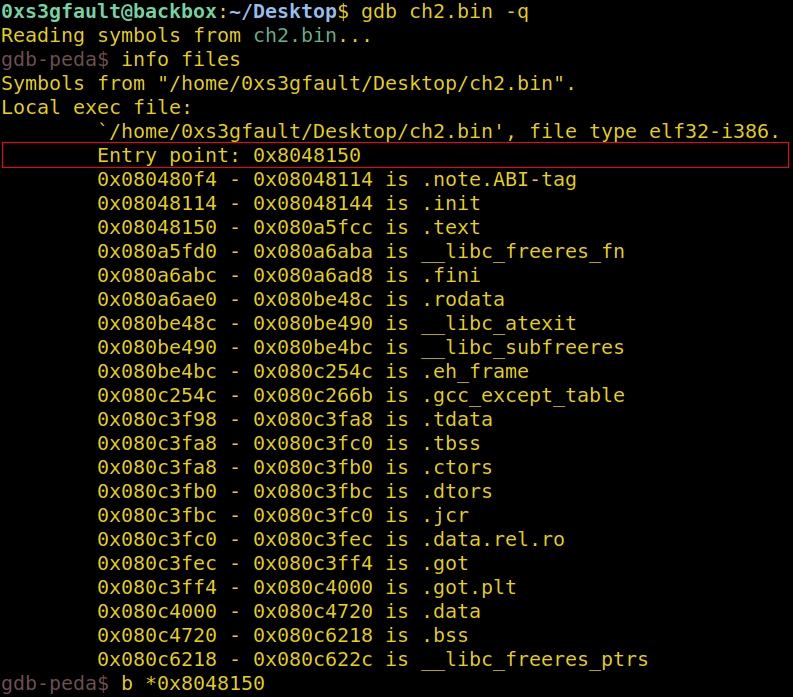 0xs3gfault@backbox:~/Desktop$ gdb ch2.bin -q
Reading symbols from ch2.bin...
gdb-peda$ info files
Symbols from "/home/0xs3gfault/Desktop/ch2.bin".
Local exec file:
        `/home/0xs3gfault/Desktop/ch2.bin', file type elf32-i386.
        Entry point: 0x8048150
        0x080480f4 - 0x08048114 is .note.ABI-tag
        0x08048114 - 0x08048144 is .init
        0x08048150 - 0x080a5fcc is .text
        0x080a5fd0 - 0x080a6aba is __libc_freeres_fn
        0x080a6abc - 0x080a6ad8 is .fini
        0x080a6ae0 - 0x080be48c is .rodata
        0x080be48c - 0x080be490 is __libc_atexit
        0x080be490 - 0x080be4bc is __libc_subfreeres
        0x080be4bc - 0x080c254c is .eh_frame
        0x080c254c - 0x080c266b is .gcc_except_table
        0x080c3f98 - 0x080c3fa8 is .tdata
        0x080c3fa8 - 0x080c3fc0 is .tbss
        0x080c3fa8 - 0x080c3fb0 is .ctors
        0x080c3fb0 - 0x080c3fbc is .dtors
        0x080c3fbc - 0x080c3fc0 is .jcr
        0x080c3fc0 - 0x080c3fec is .data.rel.ro
        0x080c3fec - 0x080c3ff4 is .got
        0x080c3ff4 - 0x080c4000 is .got.plt
        0x080c4000 - 0x080c4720 is .data
        0x080c4720 - 0x080c6218 is .bss
        0x080c6218 - 0x080c622c is __libc_freeres_ptrs
gdb-peda$ b *0x8048150